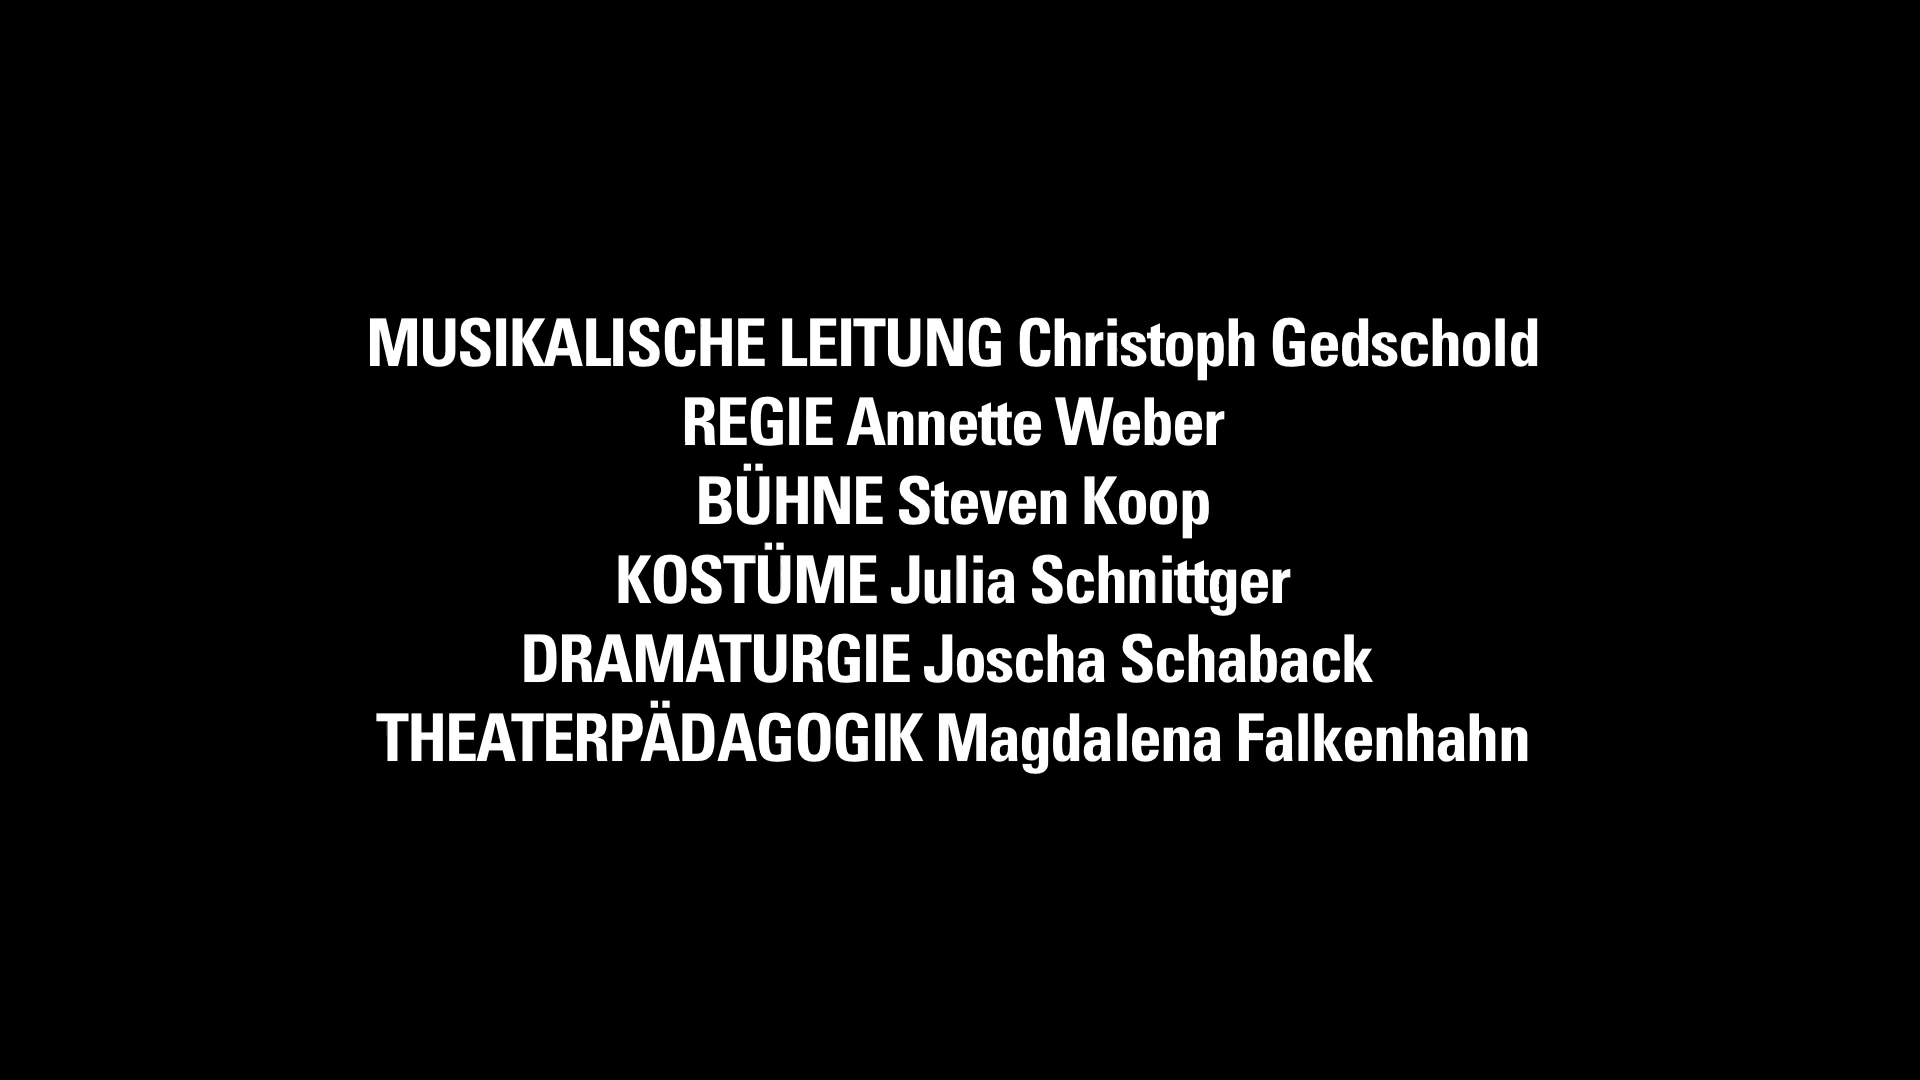 MUSIKALISCHE LEITUNG Christoph Gedschold
REGIE Annette Weber
BÜHNE Steven Koop
KOSTÜME Julia Schnittger
DRAMATURGIE Joscha Schaback
THEATERPÄDAGOGIK Magdalena Falkenhahn